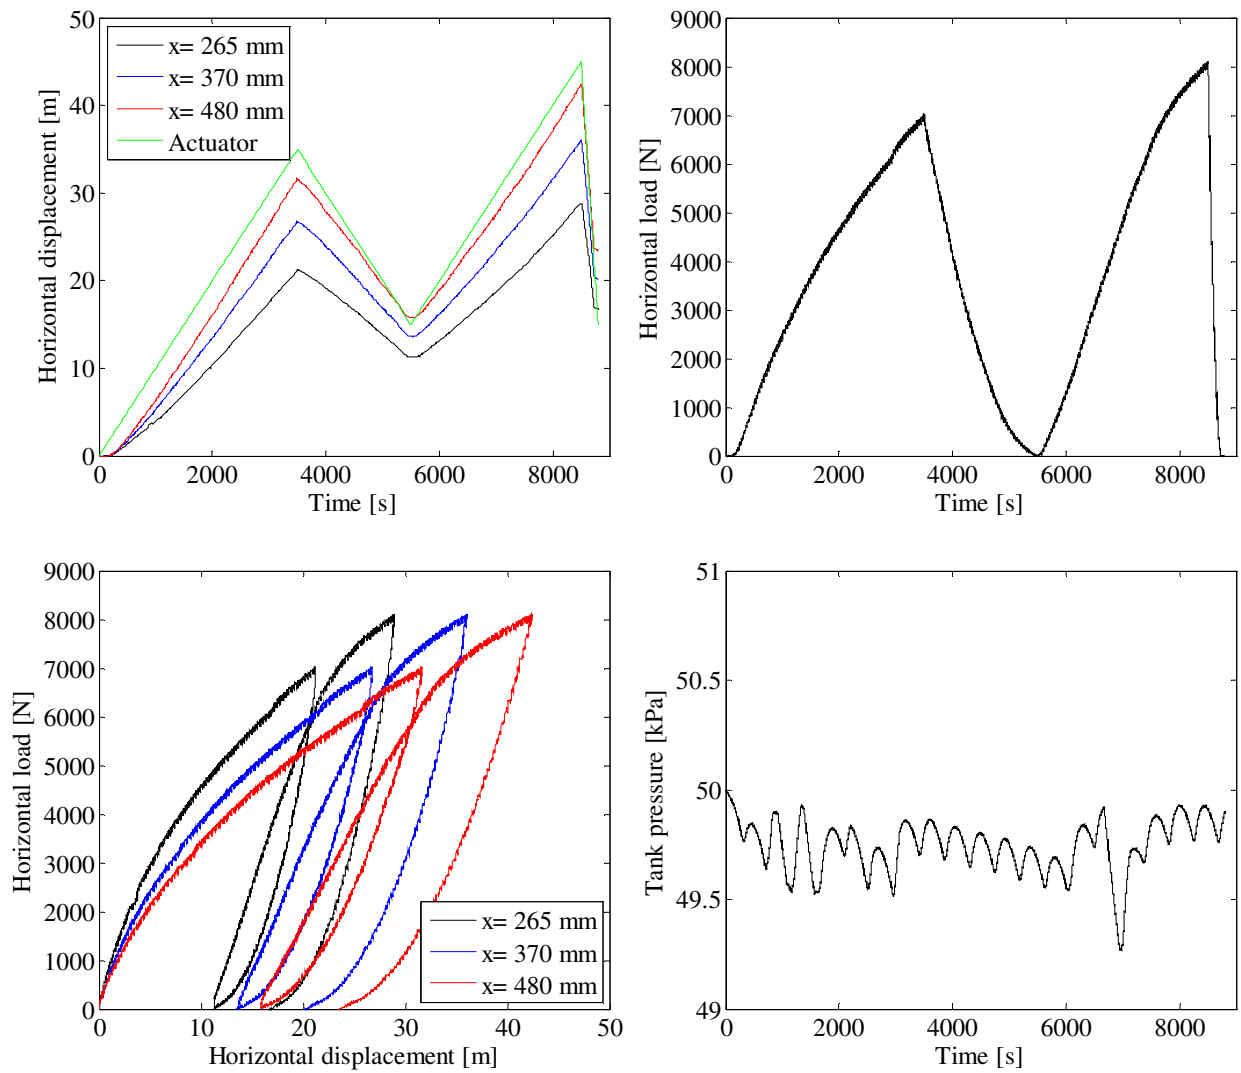 50
40
30
20
10
0
Horizontal displacement [m]
x= 265 mm
x= 370 mm
x= 480 mm
Actuator
0 2000 4000 6000 8000
Time [s]
9000
8000
7000
6000
5000
4000
3000
2000
1000
0
Horizontal load [N]
0 2000 4000 6000 8000
Time [s]
9000
8000
7000
6000
5000
4000
3000
2000
1000
0
Horizontal load [N]
x= 265 mm
x= 370 mm
x= 480 mm
0 10 20 30 40 50
Horizontal displacement [m]
51
50.5
50
49.5
49
Tank pressure [kPa]
0 2000 4000 6000 8000
Time [s]